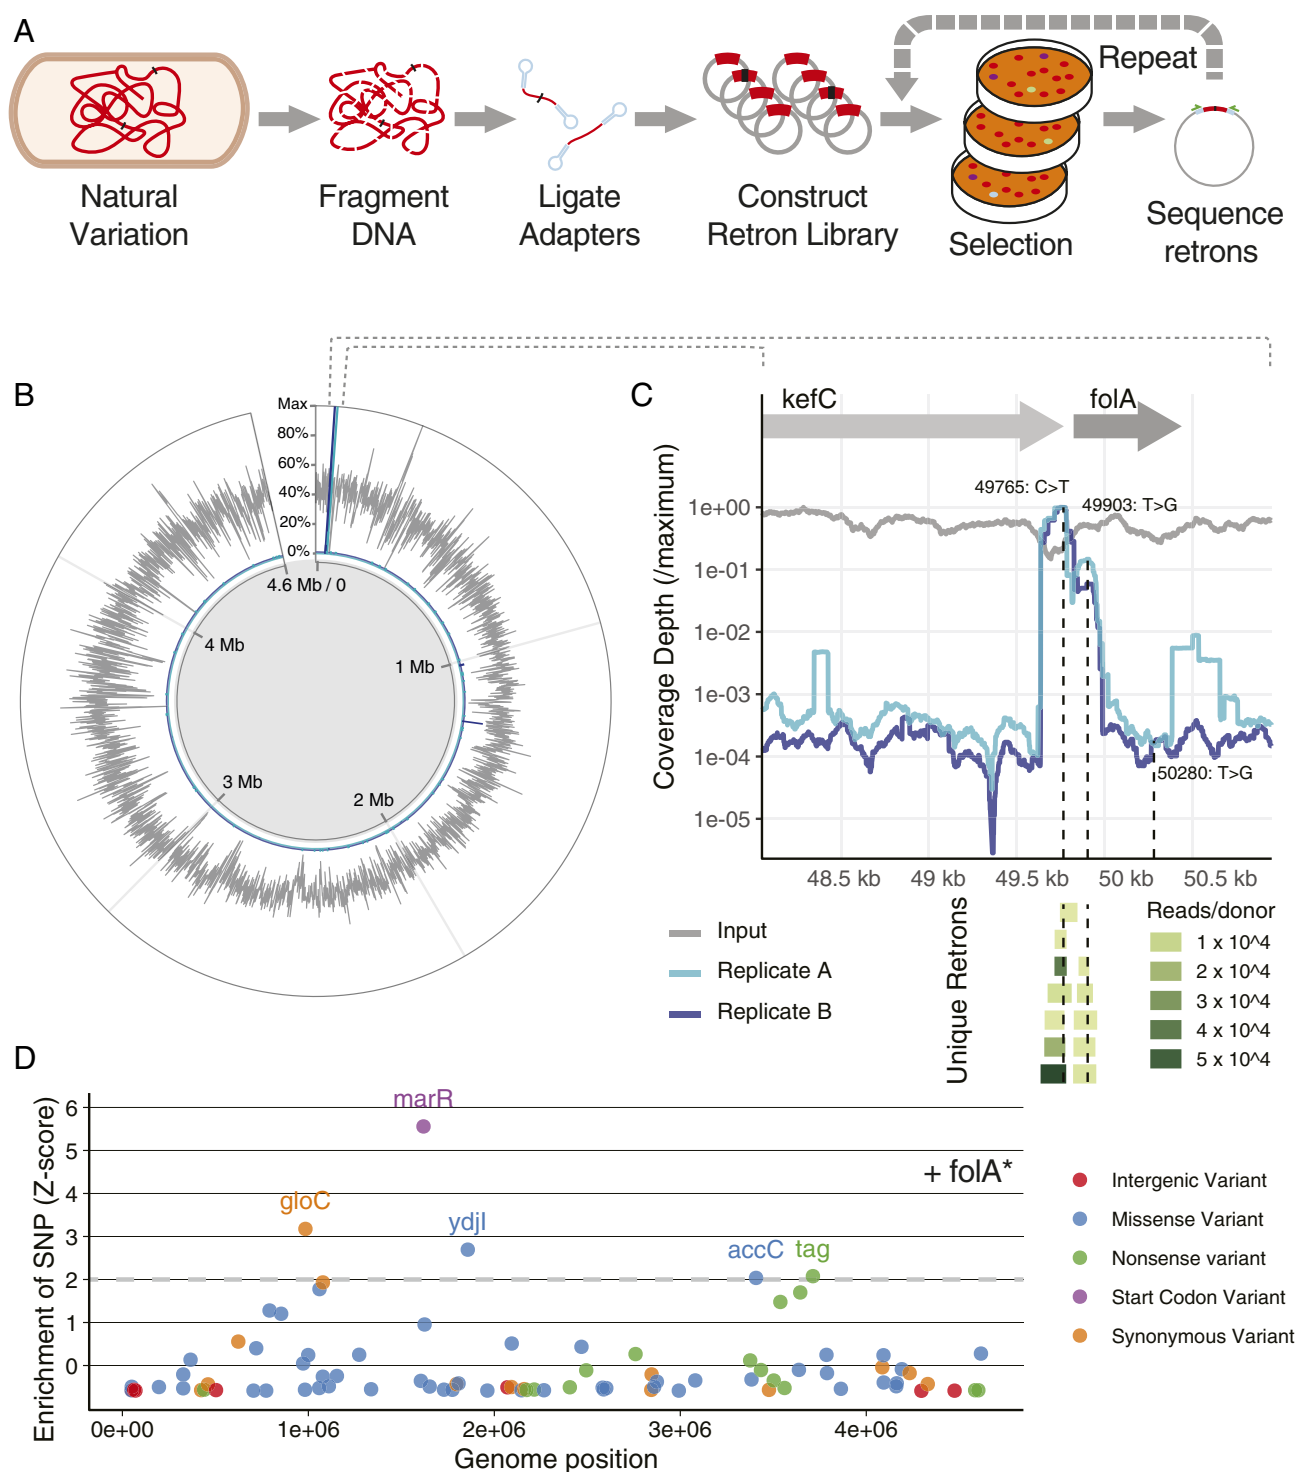 A
Repeat
Natural
Variation
Fragment
DNA
Ligate
Adapters
Construct
Retron Library
Selection
Sequence
retrons
B
Max
80%
60%
40%
20%
0%
4.6 Mb / 0
4 Mb
1 Mb
3 Mb
2 Mb
C
kefC
folA
Coverage Depth (/maximum)
49765: C>T
49903: T>G
50280: T>G
1e+00
1e-01
1e-02
1e-03
1e-04
1e-05
48.5 kb
49 kb
49.5 kb
50 kb
50.5 kb
Input
Replicate A
Replicate B
Unique Retrons
Reads/donor
1 x 10^4
2 x 10^4
3 x 10^4
4 x 10^4
5 x 10^4
D
Enrichment of SNP (Z-score)
6
5
4
3
2
1
0
marR
+ folA*
gloC
ydjI
accC
tag
0e+00
1e+06
2e+06
3e+06
4e+06
Genome position
Intergenic Variant
Missense Variant
Nonsense variant
Start Codon Variant
Synonymous Variant